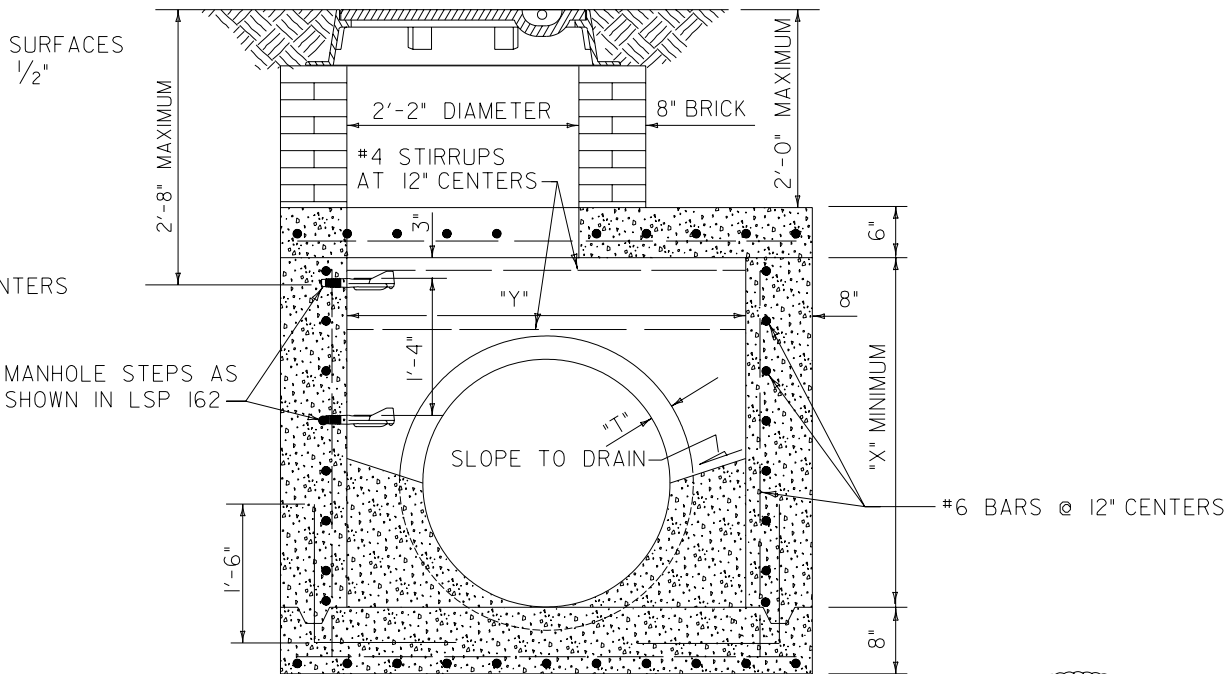 SURFACES
1/2"
2'-8" MAXIMUM
2'-2" DIAMETER
8" BRICK
2'-0" MAXIMUM
#4 STIRRUPS
AT 12" CENTERS
3"
6"
NTERS
"Y"
8"
1'-4"
MANHOLE STEPS AS
SHOWN IN LSP 162
"T"
"X" MINIMUM
SLOPE TO DRAIN
#6 BARS @ 12" CENTERS
1'-6"
8"